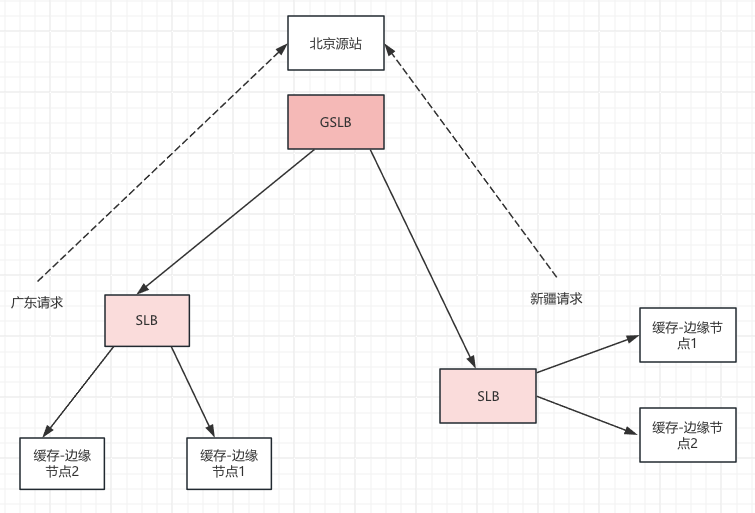 北京源站
GSLB
广东请求
新疆请求
SLB
SLB
缓存-边缘节
点1
缓存-边缘节
点2
缓存-边缘
节点2
缓存-边缘
节点1